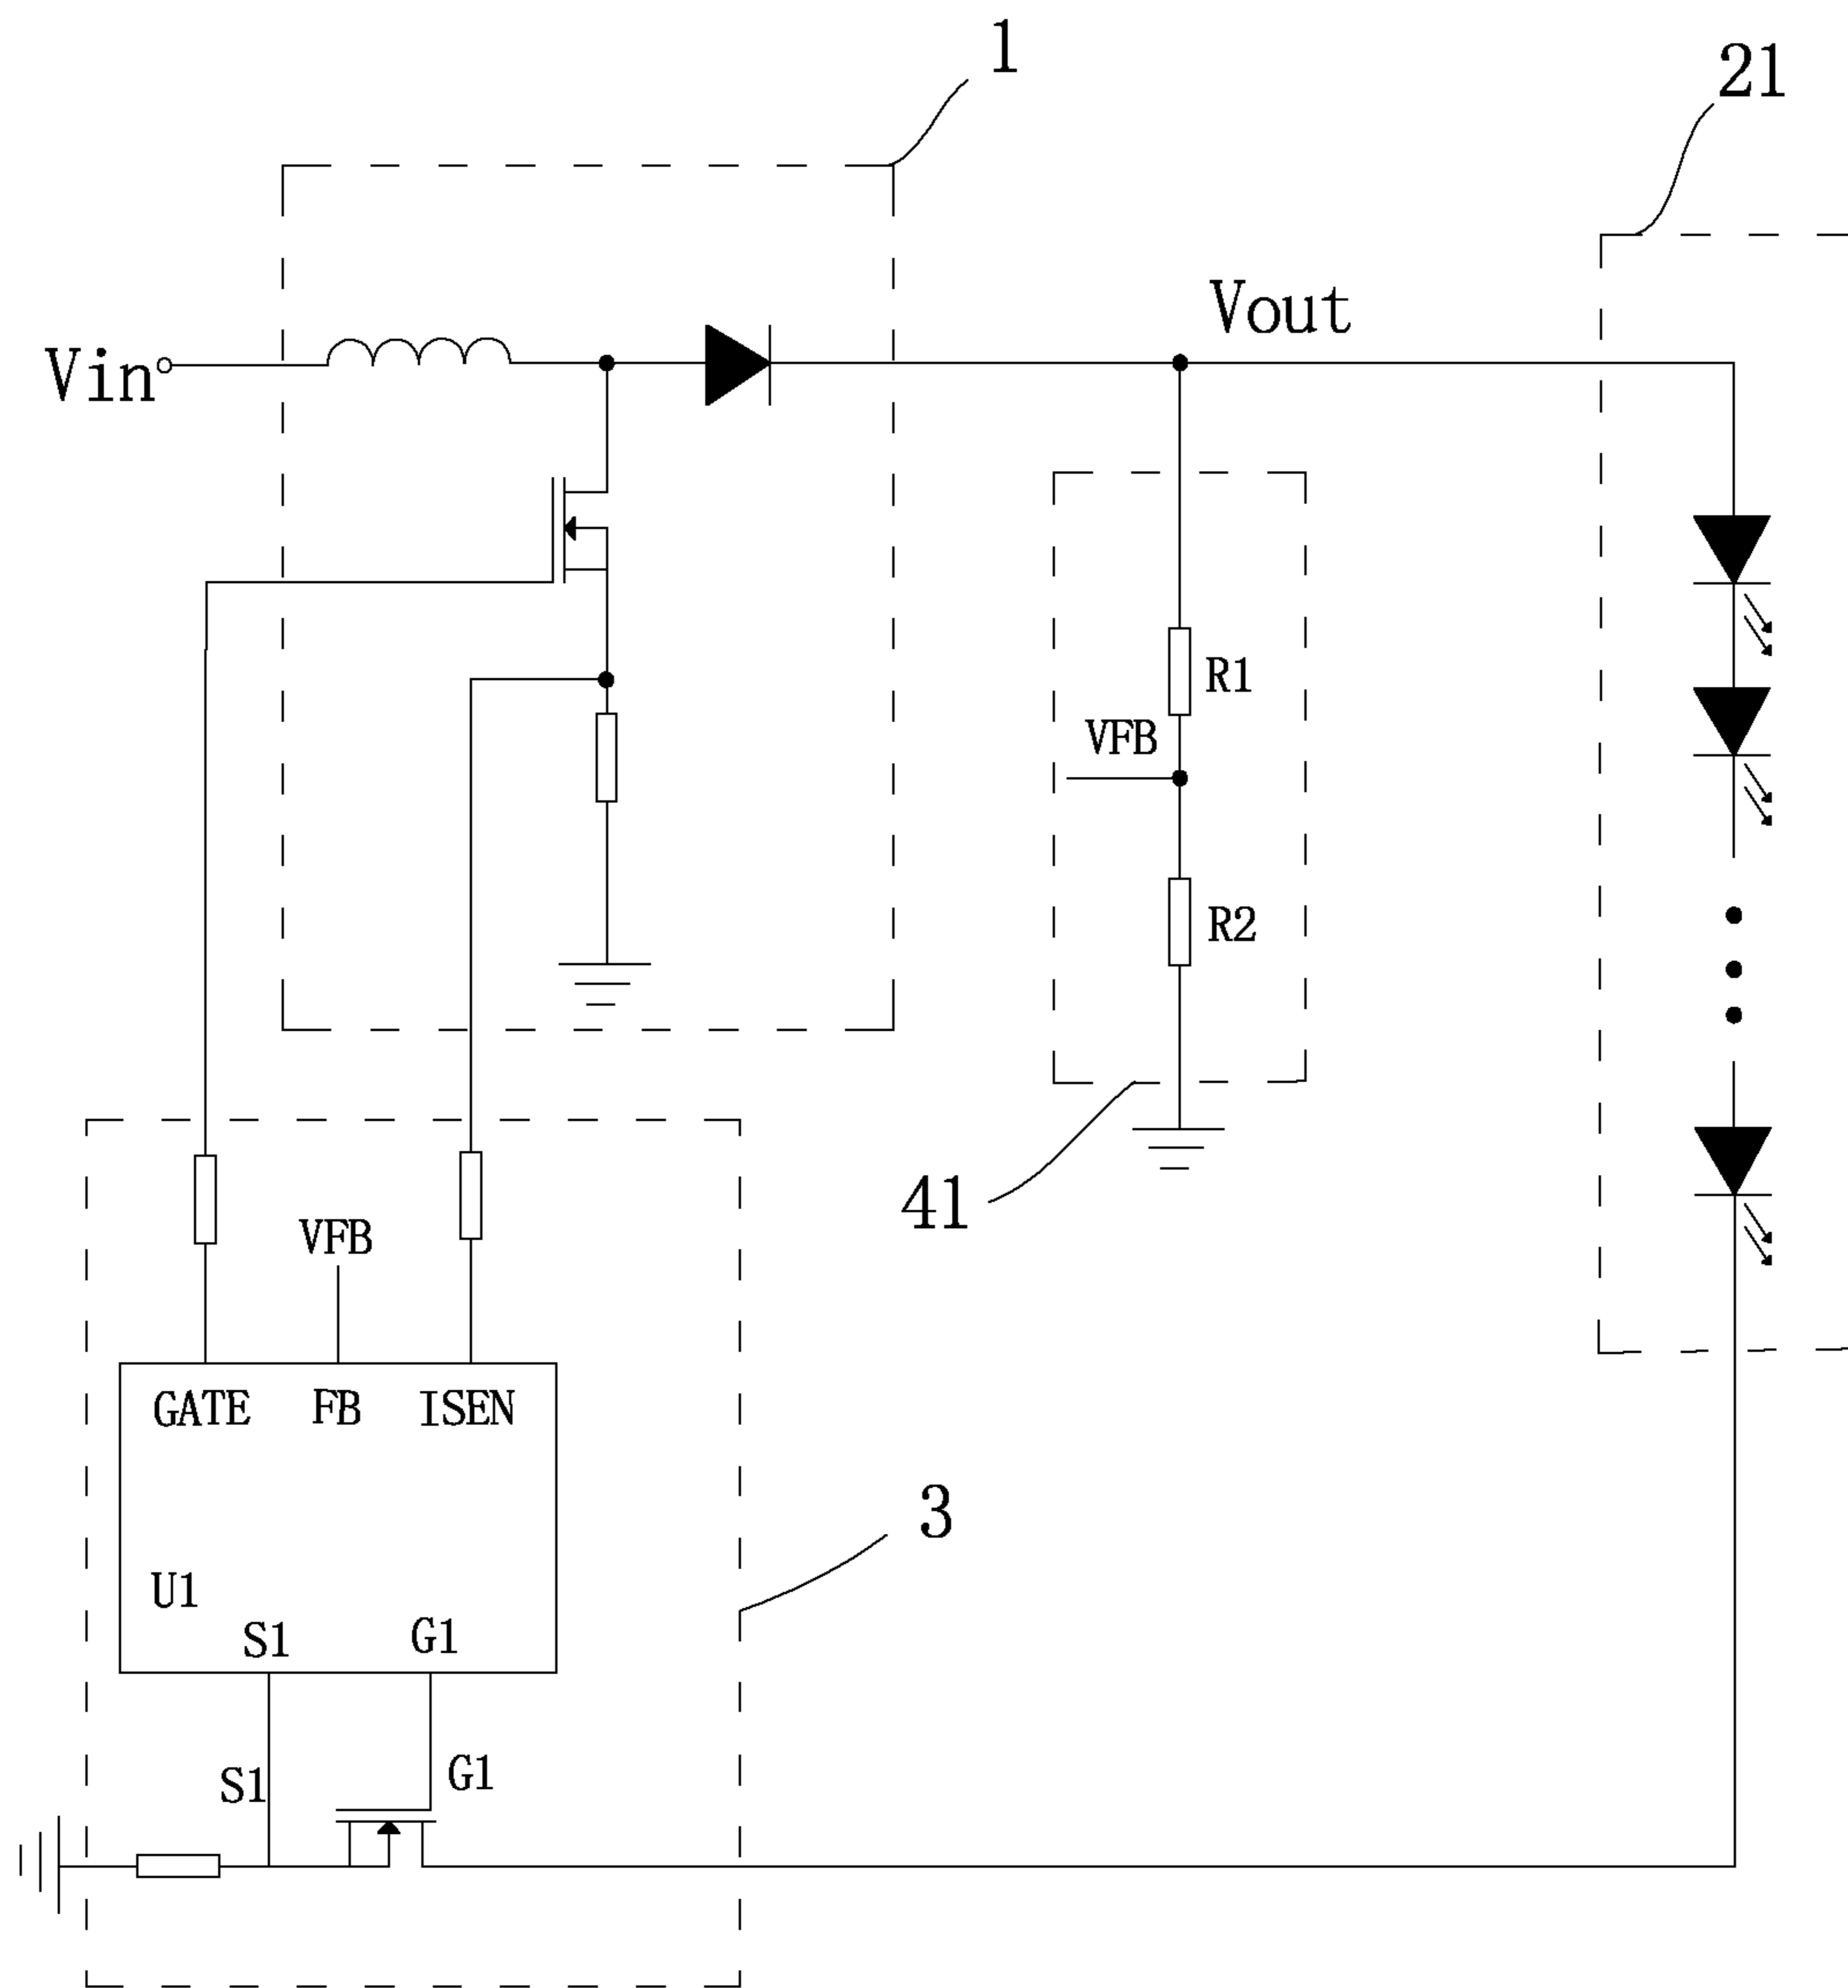 1
21
Vout
Vin
R1
VFB
R2
41
VFB
GATE FB ISEN
3
U1
S1 G1
S1 G1